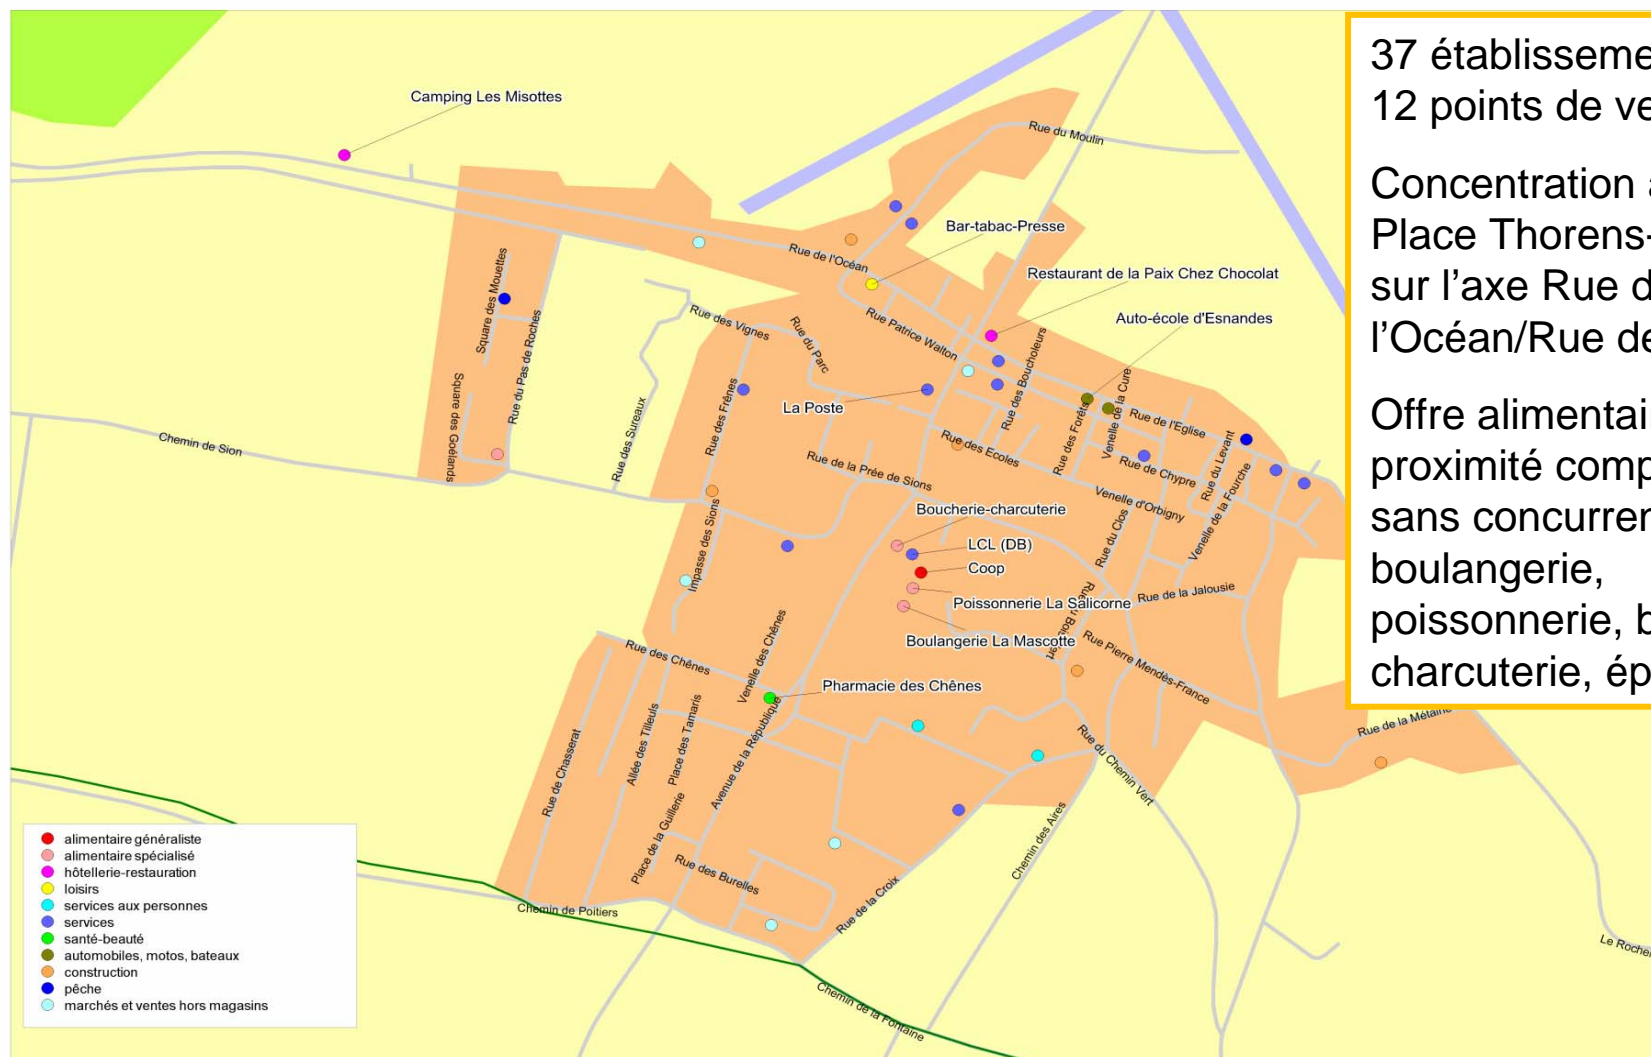 Camping Les Misottes
Rue du Moulin
Bar-tabac-Presse
Rue de l'Océan
Restaurant de la Paix Chez Chocolat
Square des Mouettes
Rue des Vignes
Rue du Parc
Rue Patrice Walton
Auto-école d'Esnandes
Rue du Pas de Roches
Rue des Boucholeurs
La Poste
Square des Goélands
Rue des Frênes
Rue des Sureaux
Venelle de la Cure
Rue des Forêts
Rue de l'Eglise
Chemin de Sion
Rue des Ecoles
Rue de la Prée de Sions
Rue de Chypre
Rue du Levant
Venelle de la Fourche
Venelle d'Orbigny
Boucherie-charcuterie
Impasse des Sions
LCL (DB)
Rue du Clos
Coop
Poissonnerie La Salicorne
Rue de la Jalousie
Boulangerie La Mascotte
Rue Pierre Mendès-France
Venelle des Chênes
Rue des Chênes
Pharmacie des Chênes
Allée des Tilleuls
Place des Tamaris
Avenue de la République
Rue de Chasserat
Rue du Chemin Vert
Rue de la Métairie
Place de la Guillerie
Chemin des Aires
Rue des Burelles
Rue de la Croix
Chemin de Poitiers
Le Rocher
Chemin de la Fontaine
alimentaire généraliste
alimentaire spécialisé
hôtellerie-restauration
loisirs
services aux personnes
services
santé-beauté
automobiles, motos, bateaux
construction
pêche
marchés et ventes hors magasins
37 établisseme
12 points de ve
Concentration
Place Thorens-
sur l'axe Rue d
l'Océan/Rue de
Offre alimentai
proximité comp
sans concurren
boulangerie,
poissonnerie, b
charcuterie, ép